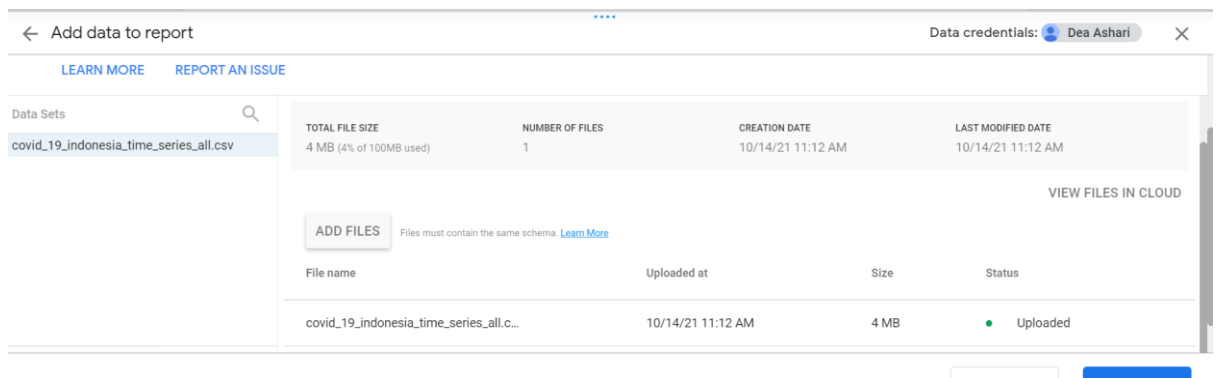 ← Add data to report Data credentials: Dea Ashari ×
LEARN MORE REPORT AN ISSUE
Data Sets
covid_19_indonesia_time_series_all.csv
TOTAL FILE SIZE NUMBER OF FILES CREATION DATE LAST MODIFIED DATE
4 MB (4% of 100MB used) 1 10/14/21 11:12 AM 10/14/21 11:12 AM
VIEW FILES IN CLOUD
ADD FILES Files must contain the same schema. Learn More
File name Uploaded at Size Status
covid_19_indonesia_time_series_all.c... 10/14/21 11:12 AM 4 MB Uploaded